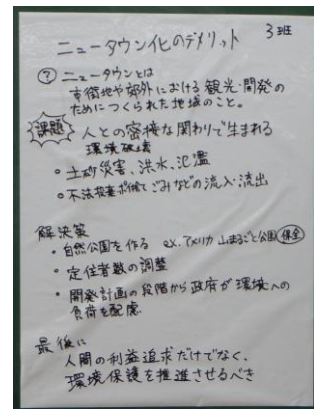 ニュータウン化のデメリット 3班
? ニュータウンとは
市街地や郊外における観光・開発の
ためにつくられた地域のこと。
課題 人との密接な関わりで生まれる
環境破壊
○土砂災害、洪水、氾濫
○不法投棄 ポイ捨て ごみなどの流入・流出
解決策
・自然公園を作る ex.アメリカ 山まるごと公園 保全
・定住者数の調整
・開発計画の段階から政府が環境への
負荷を配慮
最後に
人間の利益追求だけでなく、
環境保護を推進させるべき